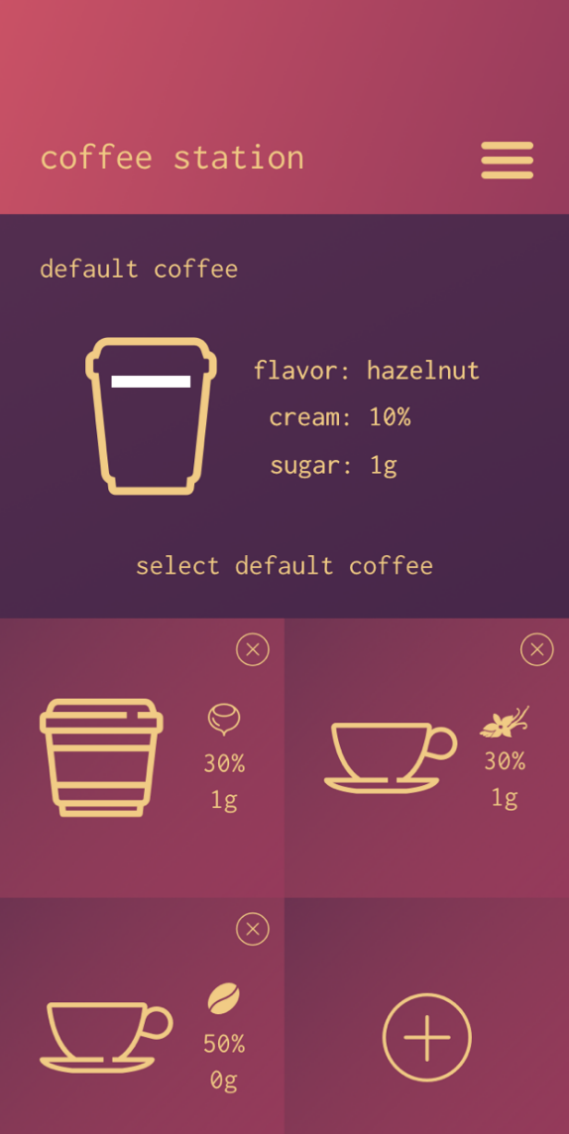 coffee station
default coffee
flavor: hazelnut
cream: 10%
sugar: 1g
select default coffee
30%
1g
30%
1g
50%
0g